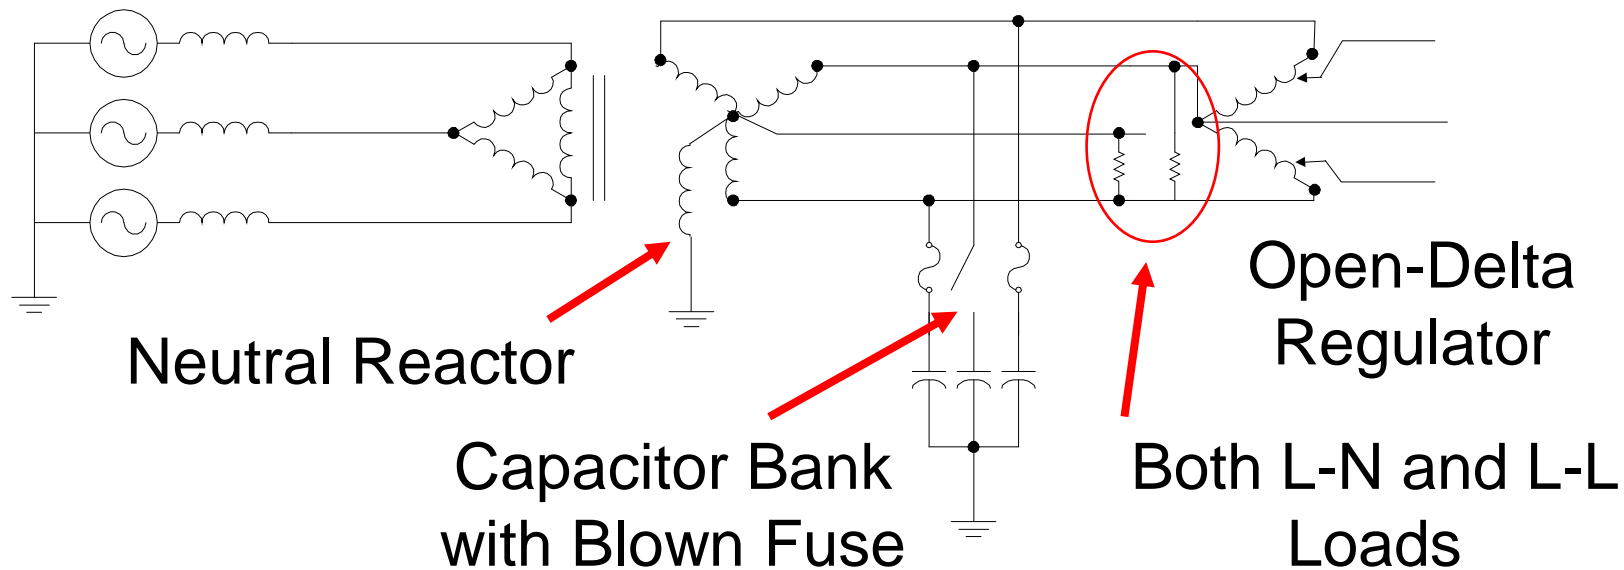 Neutral Reactor
Capacitor Bank
with Blown Fuse
Open-Delta
Regulator
Both L-N and L-L
Loads